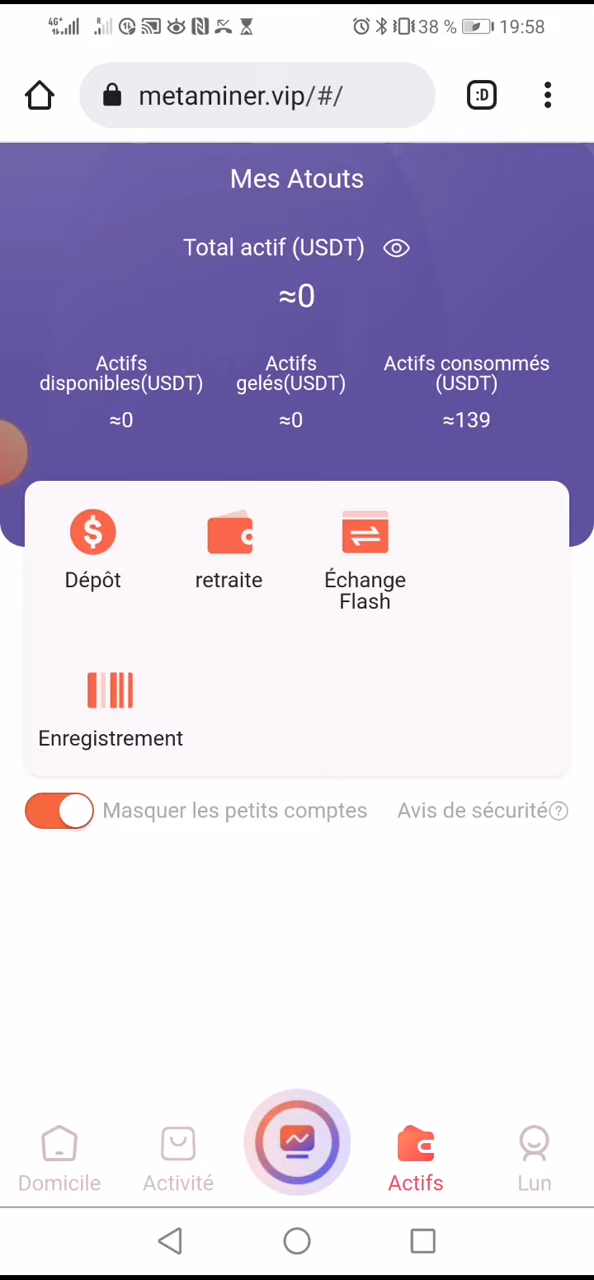 4G+ R 38 % 19:58
metaminer.vip/#/ :D
Mes Atouts
Total actif (USDT)
≈0
Actifs disponibles(USDT)
≈0
Actifs gelés(USDT)
≈0
Actifs consommés (USDT)
≈139
Dépôt
retraite
Échange
Flash
Enregistrement
Masquer les petits comptes Avis de sécurité?
Domicile Activité Actifs Lun